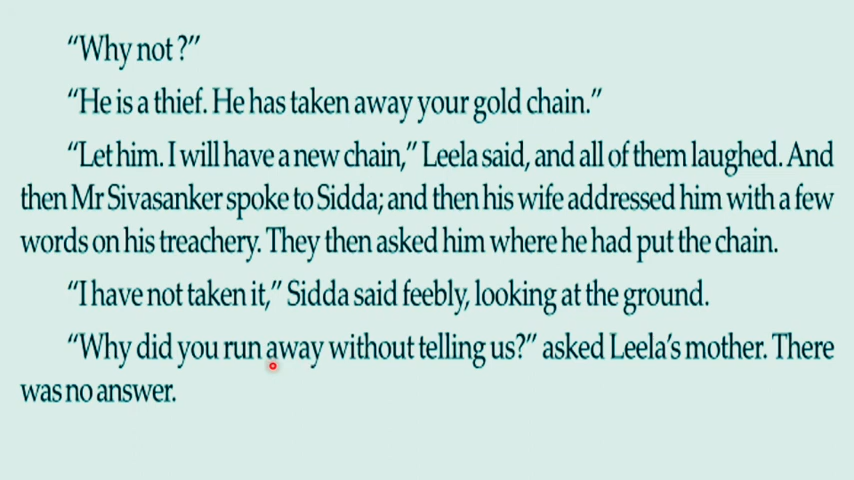 “Why not ?”
“He is a thief. He has taken away your gold chain.”
“Let him. I will have a new chain,” Leela said, and all of them laughed. And
then Mr Sivasanker spoke to Sidda; and then his wife addressed him with a few
words on his treachery. They then asked him where he had put the chain.
“I have not taken it,” Sidda said feebly, looking at the ground.
“Why did you run away without telling us?” asked Leela’s mother. There
was no answer.